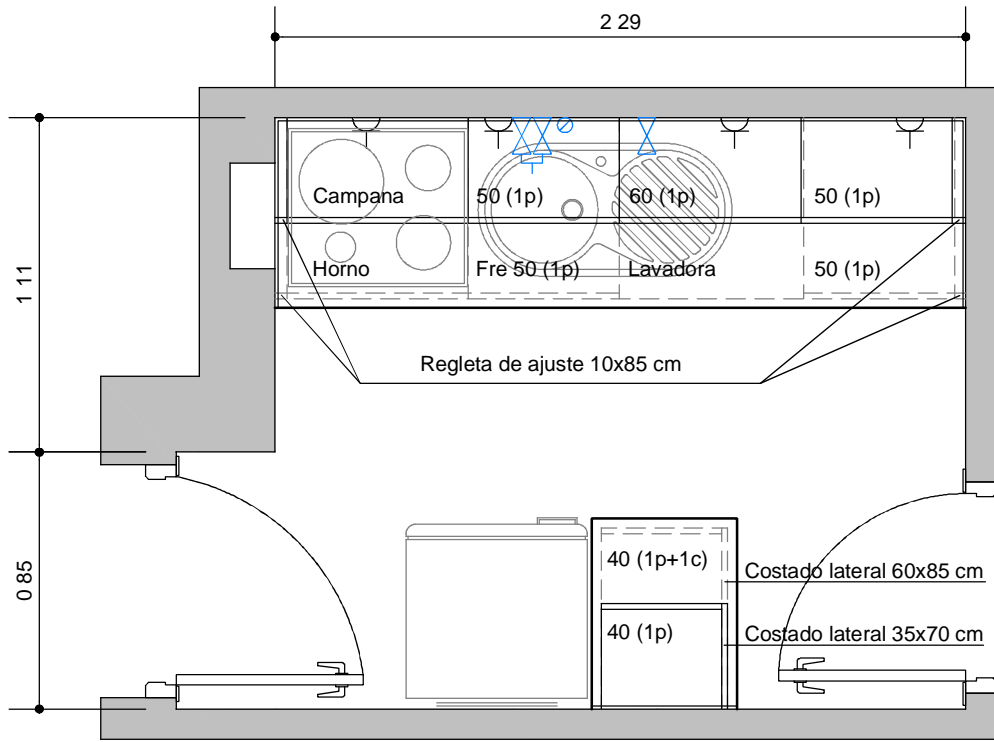 2 29
Campana
50 (1p)
60 (1p)
50 (1p)
Horno
Fre 50 (1p)
Lavadora
50 (1p)
1 11
Regleta de ajuste 10x85 cm
0 85
40 (1p+1c)
Costado lateral 60x85 cm
40 (1p)
Costado lateral 35x70 cm